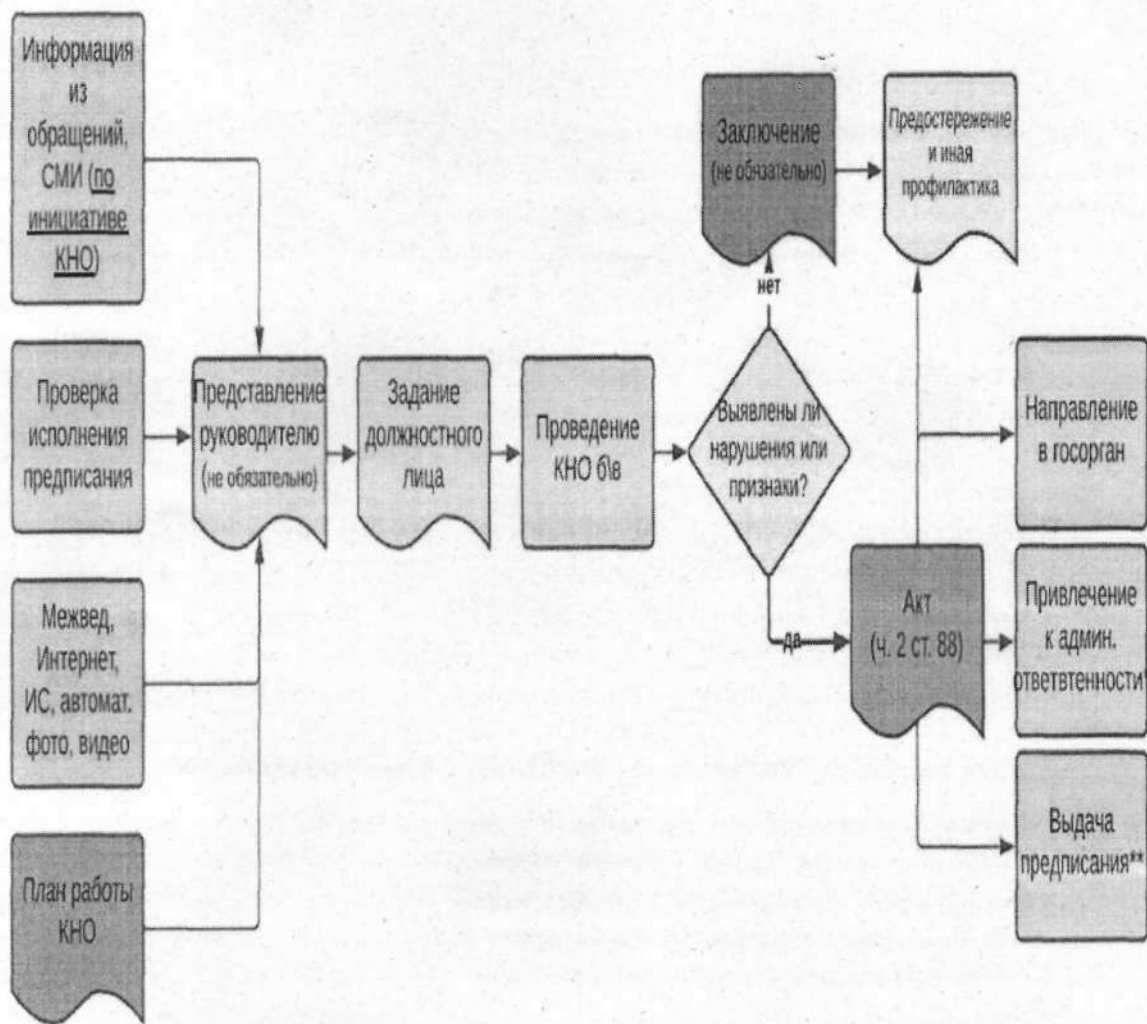 Информация
из
обращений,
СМИ (по
инициативе
КНО)
Проверка
исполнения
предписания
Межвед,
Интернет,
ИС, автомат.
фото, видео
План работы
КНО
Представление
руководителю
(не обязательно)
Задание
должностного
лица
Проведение
КНО б\в
Выявлены ли
нарушения или
признаки?
нет
Заключение
(не обязательно)
Предостережение
и иная
профилактика
да
Акт
(ч. 2 ст. 88)
Направление
в госорган
Привлечение
к админ.
ответвтенности*
Выдача
предписания**